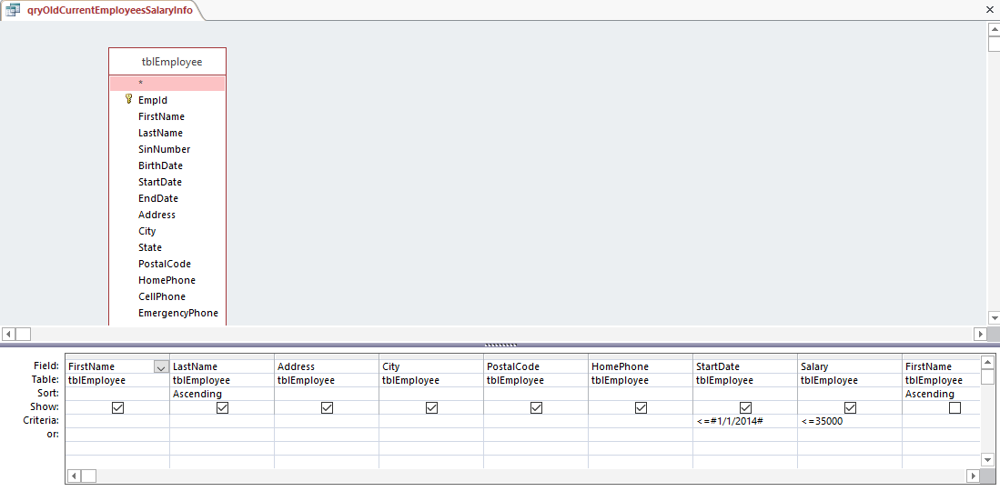 qryOldCurrentEmployeesSalaryInfo
tblEmployee
*
EmpId
FirstName
LastName
SinNumber
BirthDate
StartDate
EndDate
Address
City
State
PostalCode
HomePhone
CellPhone
EmergencyPhone
Field: FirstName LastName Address City PostalCode HomePhone StartDate Salary FirstName
Table: tblEmployee tblEmployee tblEmployee tblEmployee tblEmployee tblEmployee tblEmployee tblEmployee tblEmployee
Sort: Ascending Ascending
Show:
Criteria: <=#1/1/2014# <=35000
or: